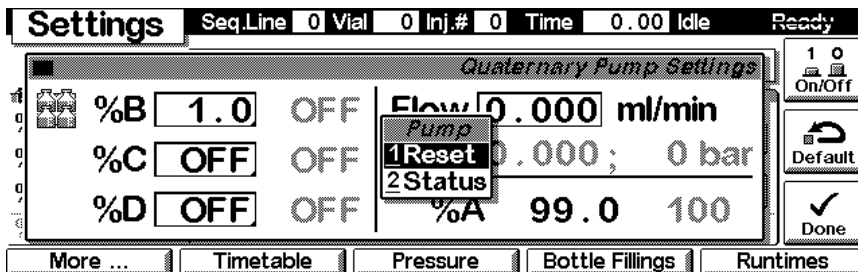 Settings Seq.Line 0 Vial 0 Inj.# 0 Time 0.00 Idle Ready
Quaternary Pump Settings
1 0
On/Off
%B 1.0 OFF Flow 0.000 ml/min
Pump
1 Reset
2 Status
%C OFF OFF 0.000 ; 0 bar
Default
%D OFF OFF %A 99.0 100
Done
More ... Timetable Pressure Bottle Fillings Runtimes